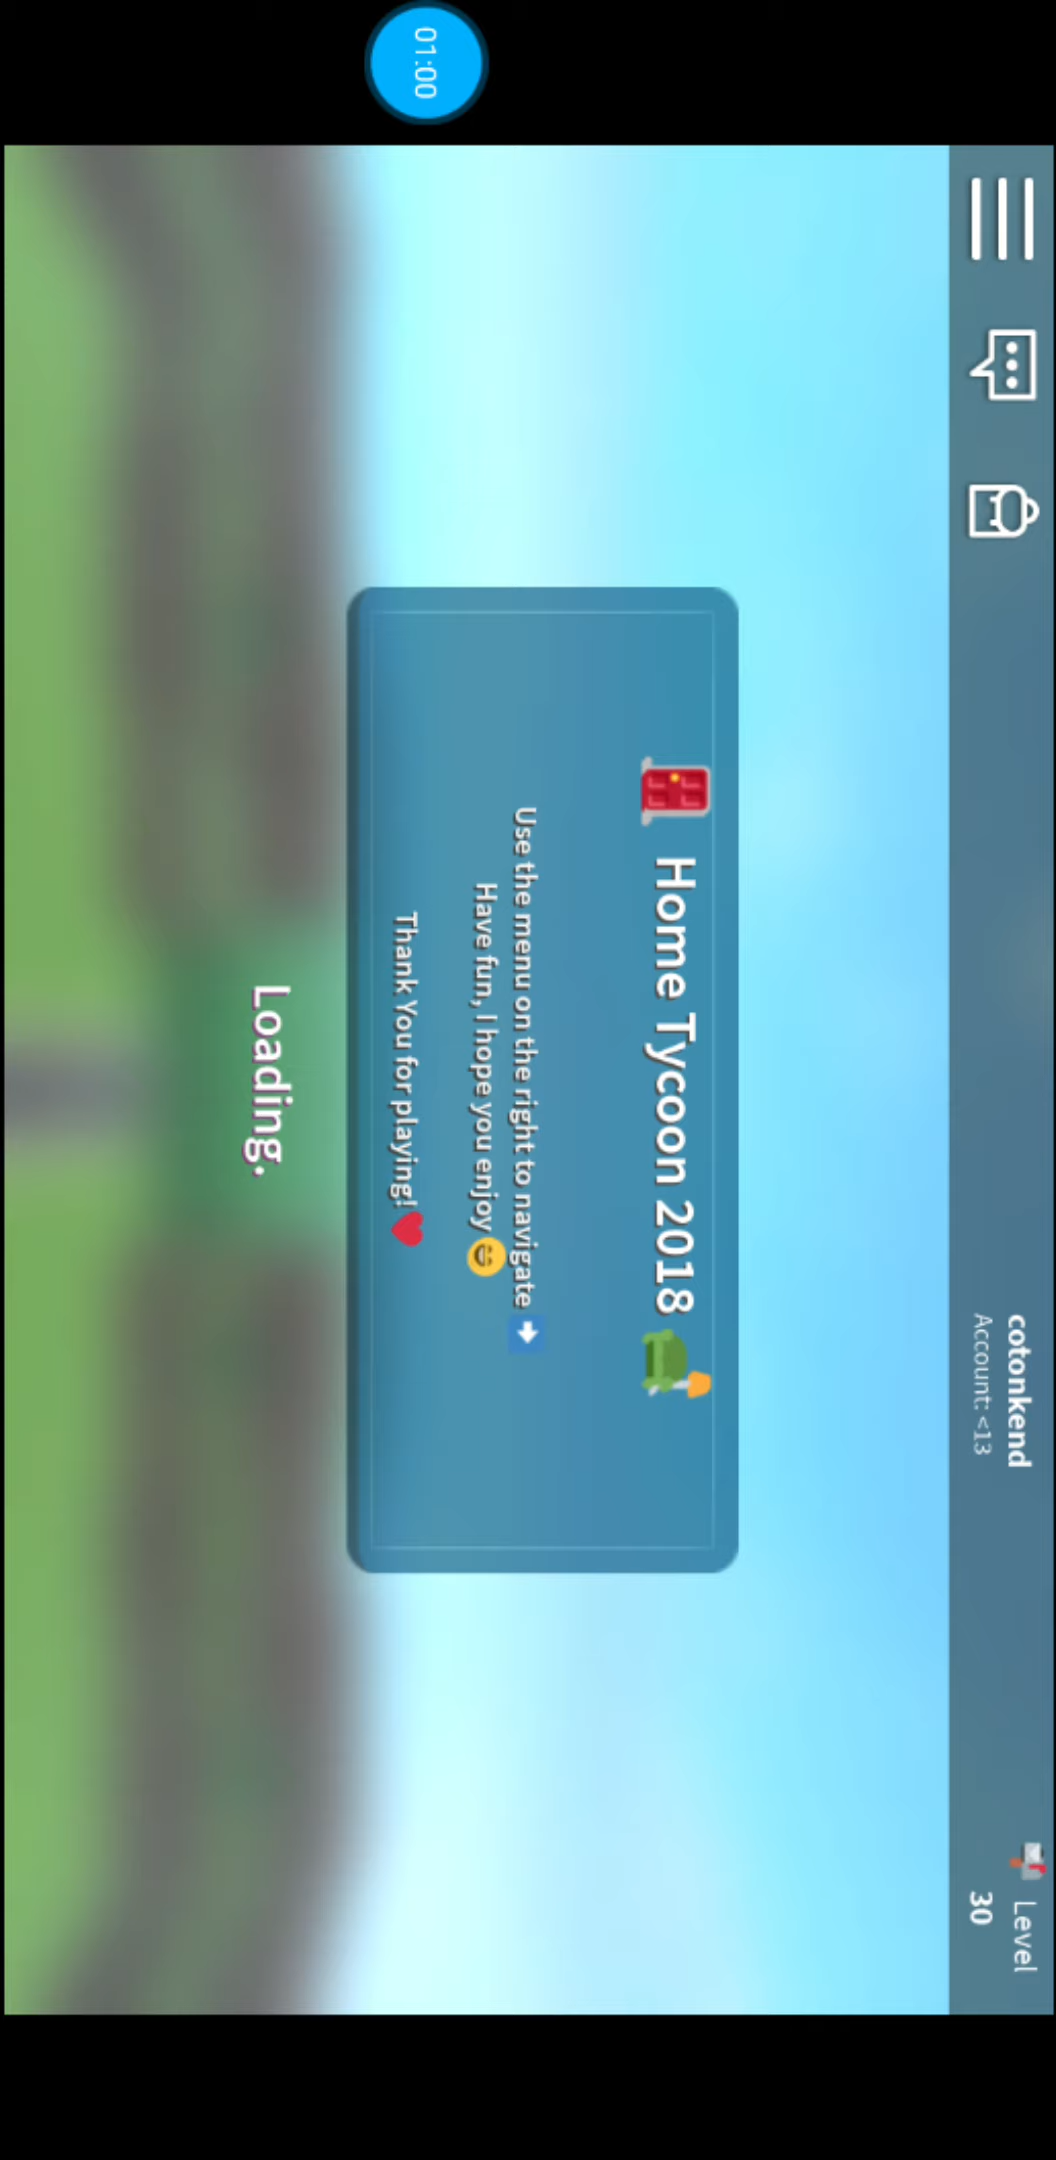 01:00
cotonkend
Account: <13
Level
30
🚪 Home Tycoon 2018 🛋
Use the menu on the right to navigate ➡
Have fun, I hope you enjoy😀
Thank You for playing!❤
Loading.